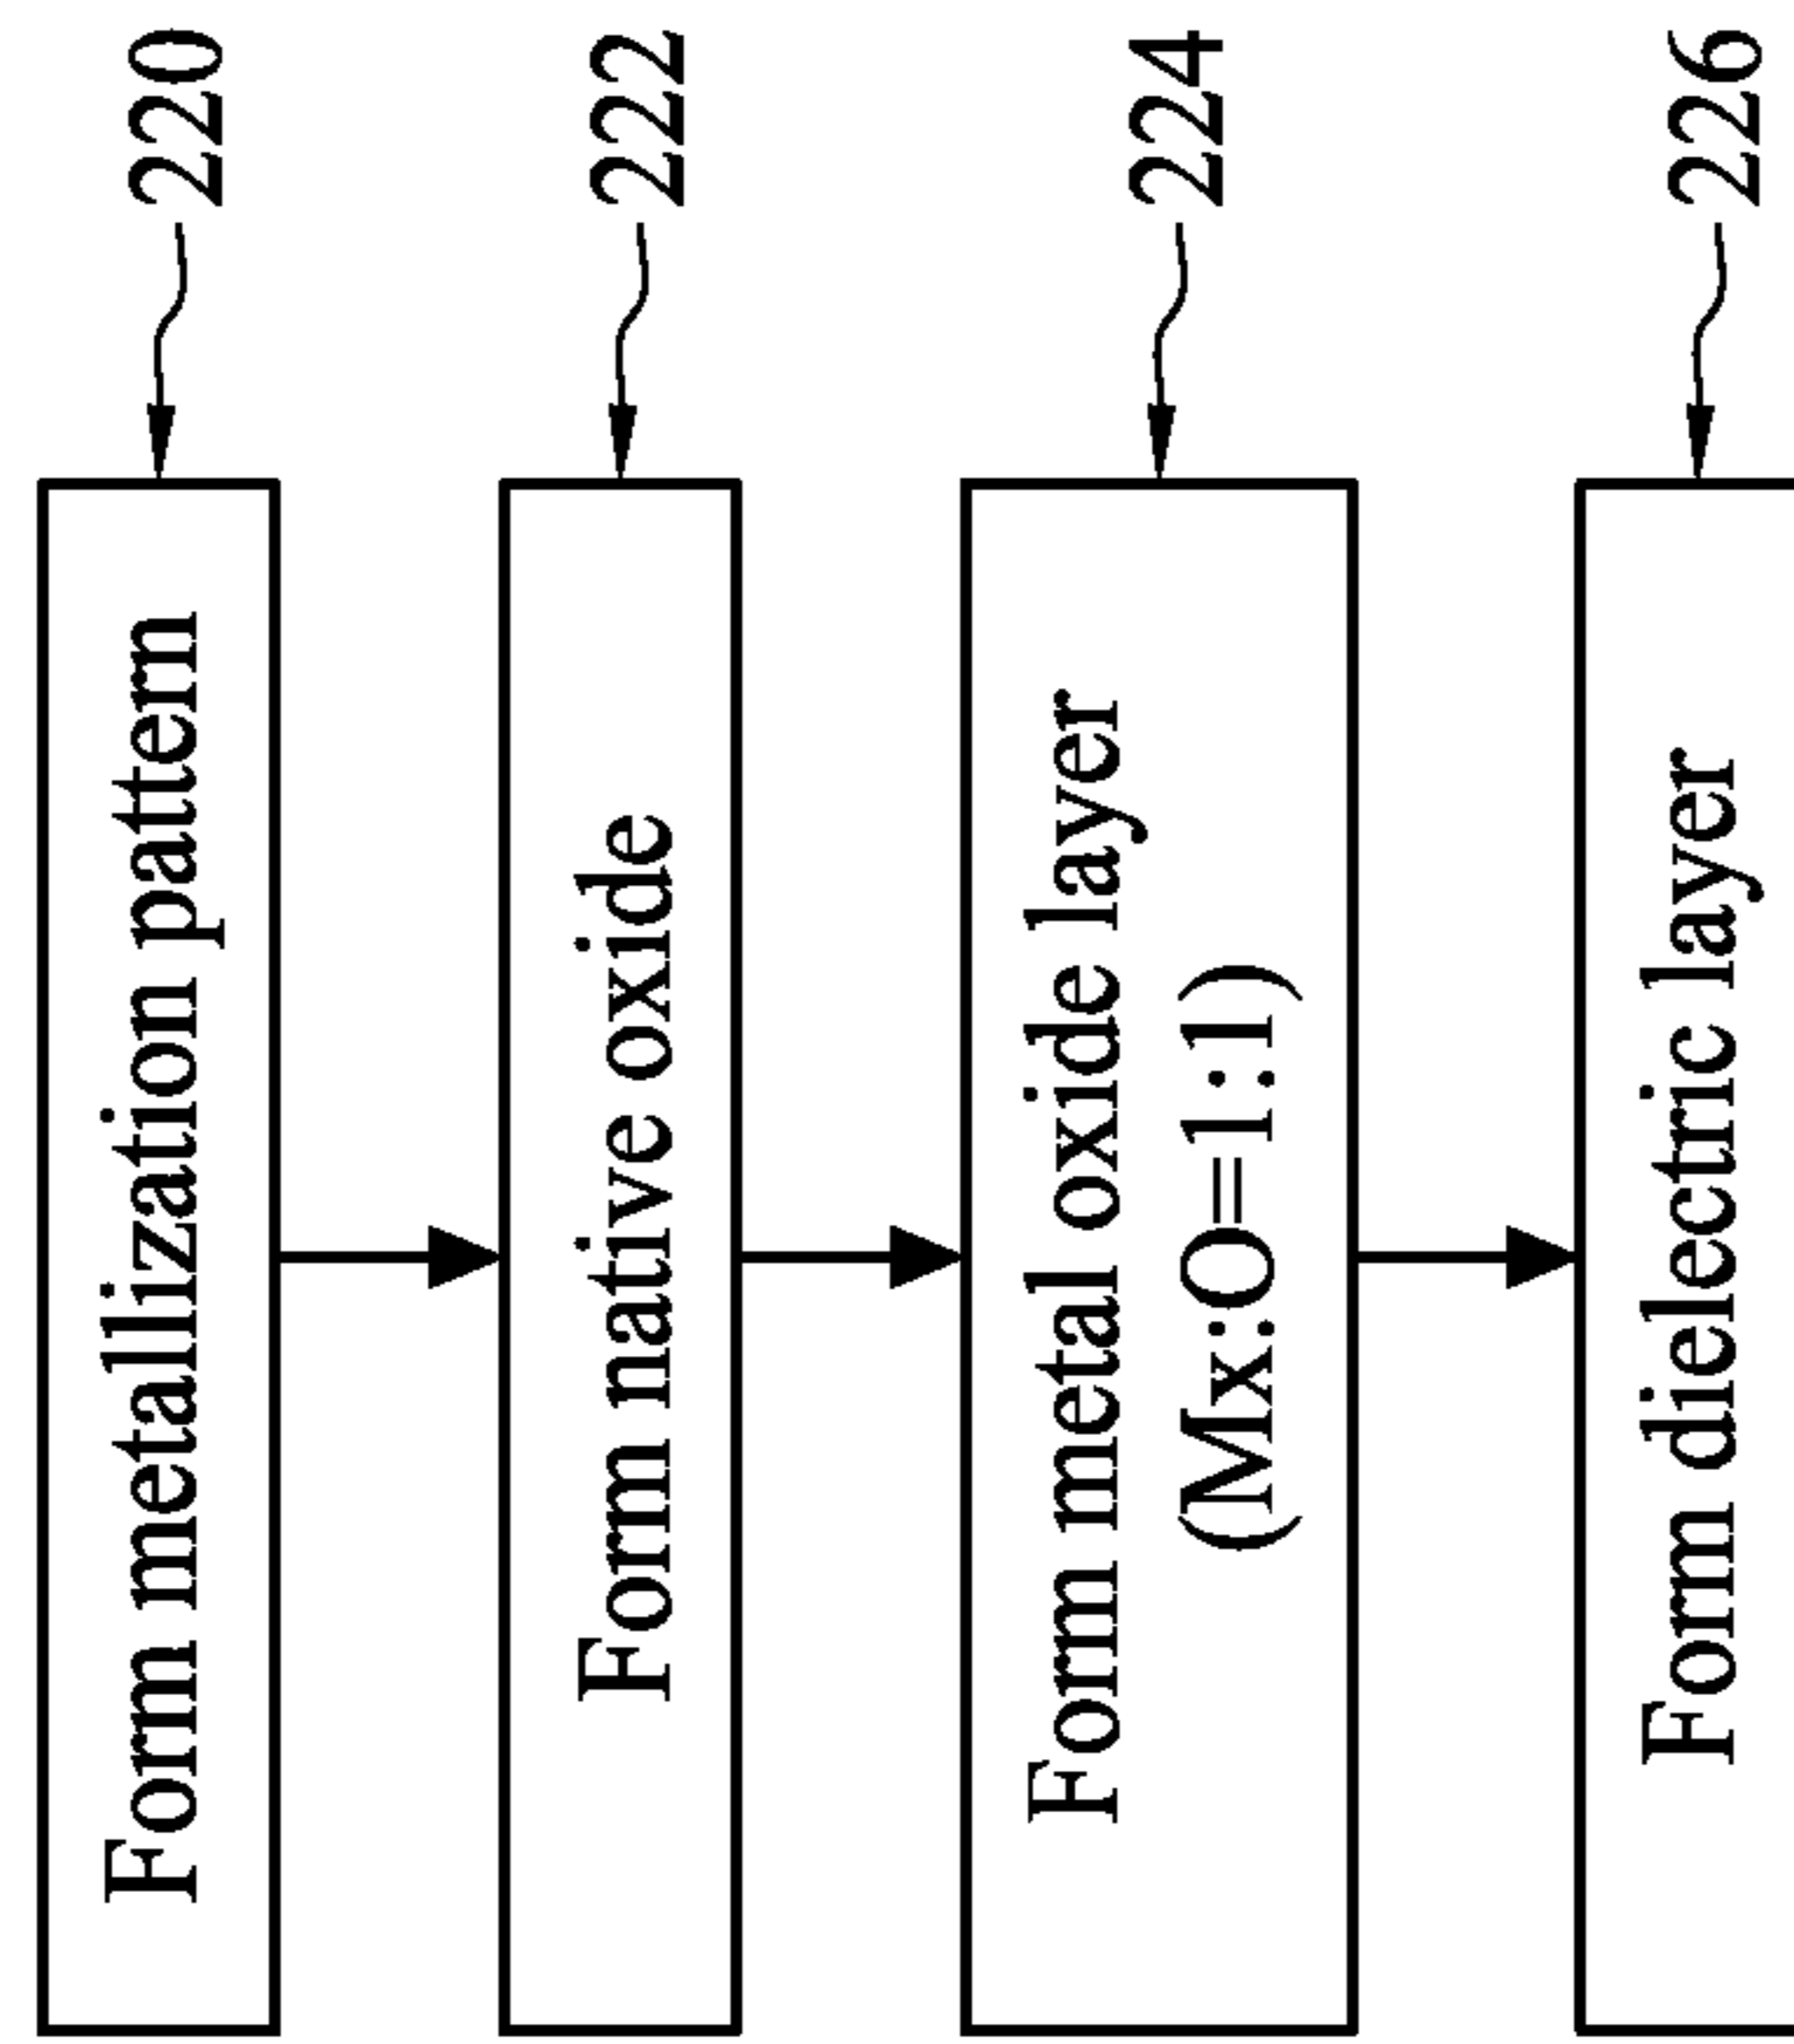 Form metallization pattern
220
Form native oxide
222
Form metal oxide layer
(Mx:O=1:1)
224
Form dielectric layer
226